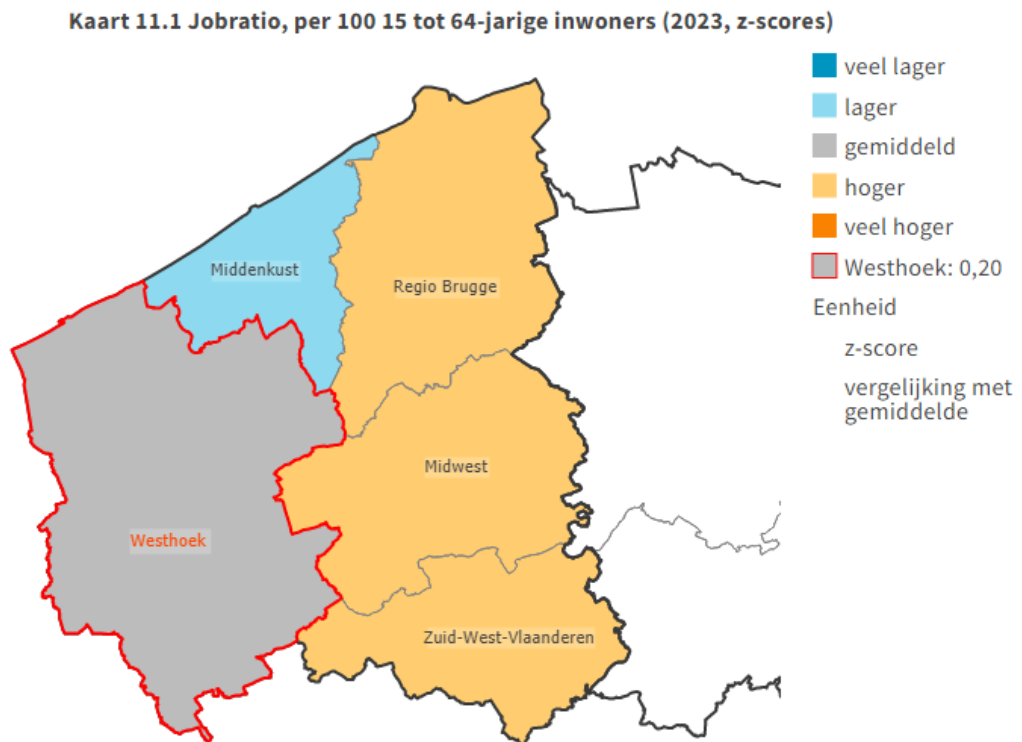 Kaart 11.1 Jobratio, per 100 15 tot 64-jarige inwoners (2023, z-scores)
veel lager
lager
gemiddeld
hoger
veel hoger
Westhoek: 0,20
Eenheid
z-score
vergelijking met
gemiddelde
Middenkust
Regio Brugge
Midwest
Westhoek
Zuid-West-Vlaanderen